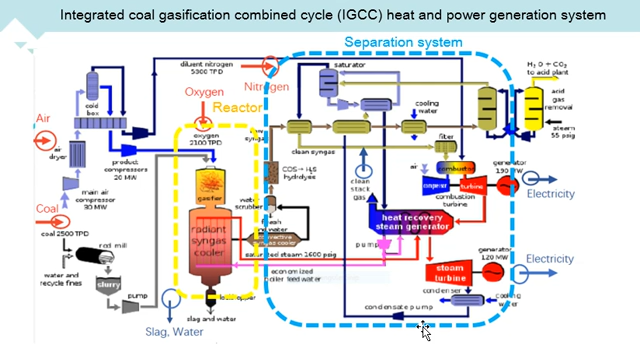 Integrated coal gasification combined cycle (IGCC) heat and power generation system
Separation system
diluent nitrogen
5300 TPD
Nitrogen
saturator
H₂O + CO₂
to acid plant
cold
box
Oxygen
Reactor
cooling
water
acid
gas
removal
Air
oxygen
2100 TPD
air
dryer
product
compressors
20 MW
clean syngas
steam
55 psig
filter
COS→H₂S
hydrolysis
air
combustor
generator
190 MW
main air
compressor
30 MW
gasifier
clean
stack
gas
compressor
turbine
combustion
turbine
Electricity
Coal
water
scrubber
coal 2500 TPD
radiant
syngas
cooler
heat recovery
steam generator
rod mill
convective
syngas cooler
pump
saturated steam 1600 psig
generator
120 MW
water and
recycle fines
economized
boiler feed water
steam
turbine
Electricity
slurry
pump
condenser
cooling
water
slag and water
condensate pump
Slag, Water